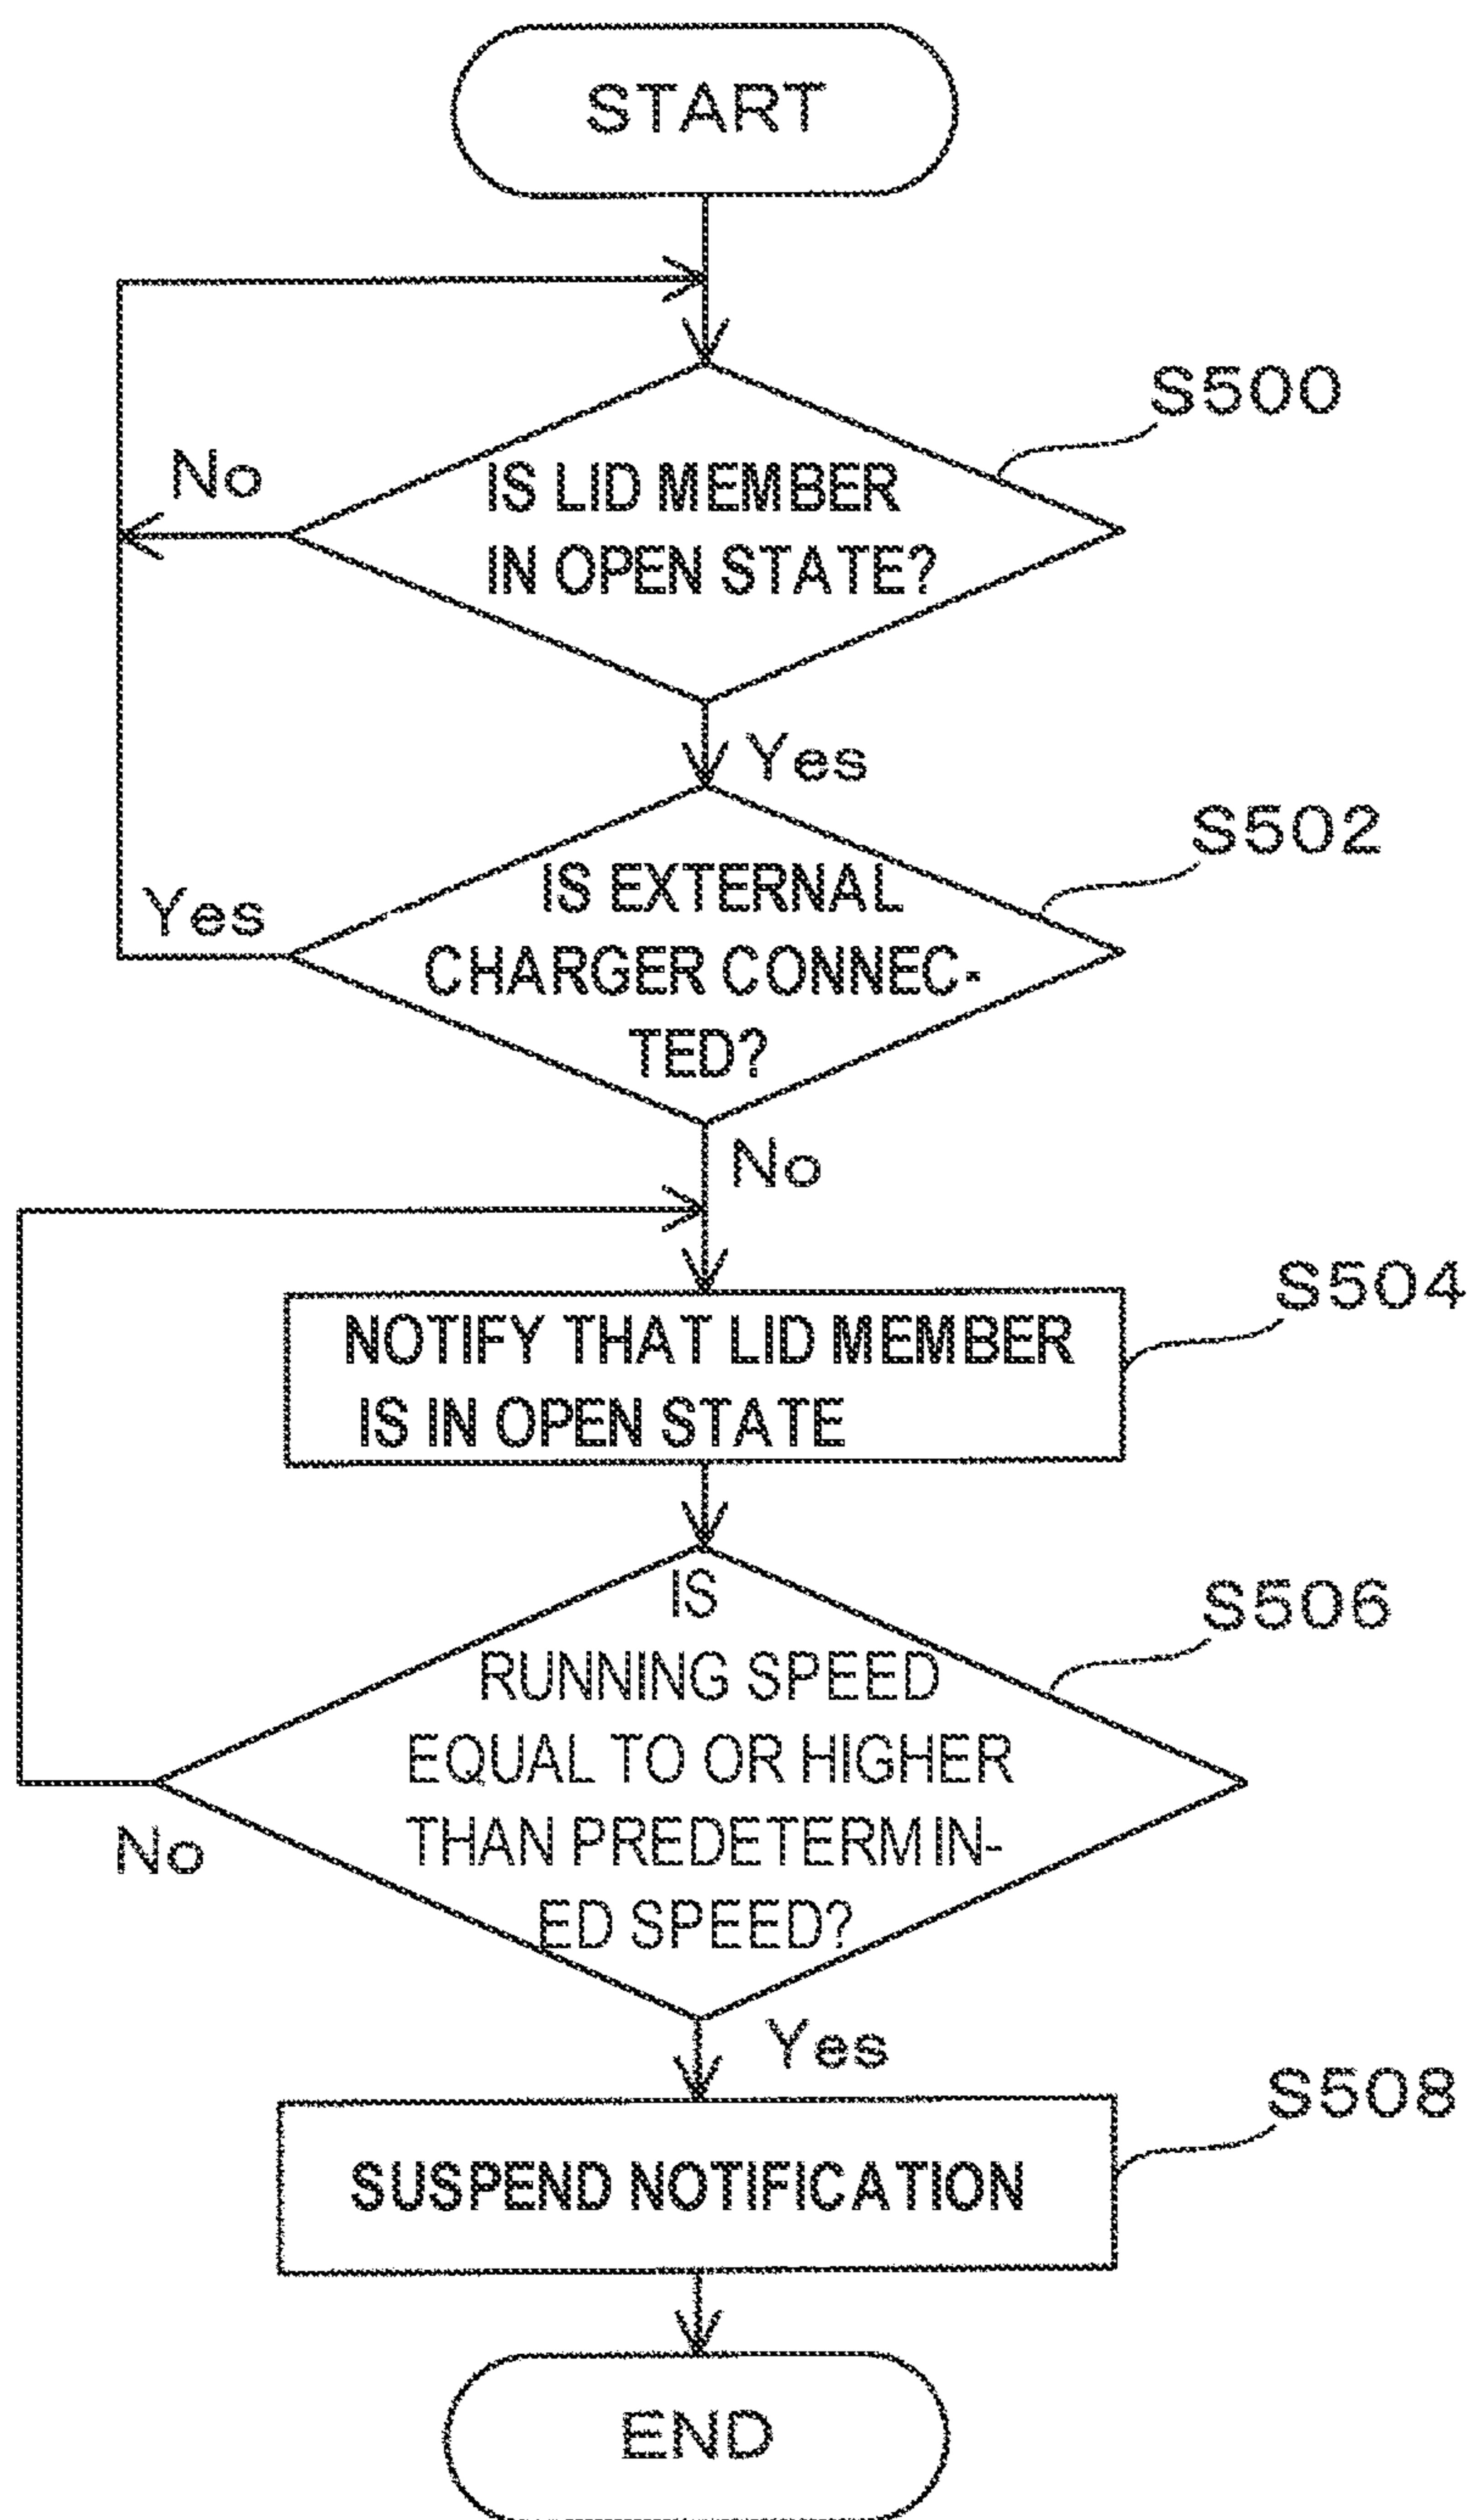 START
S500
No
IS LID MEMBER
IN OPEN STATE?
Yes
S502
Yes
IS EXTERNAL
CHARGER CONNEC-
TED?
No
S504
NOTIFY THAT LID MEMBER
IS IN OPEN STATE
S506
IS
RUNNING SPEED
EQUAL TO OR HIGHER
THAN PREDETERMIN-
ED SPEED?
No
Yes
S508
SUSPEND NOTIFICATION
END